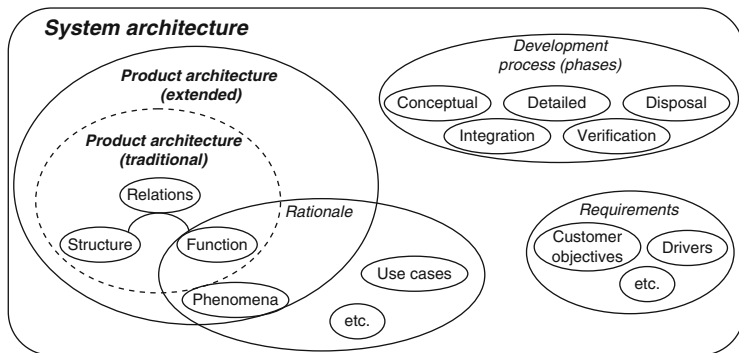 System architecture
Product architecture
(extended)
Product architecture
(traditional)
Relations
Structure
Function
Phenomena
Rationale
Use cases
etc.
Development
process (phases)
Conceptual
Detailed
Disposal
Integration
Verification
Requirements
Customer
objectives
Drivers
etc.